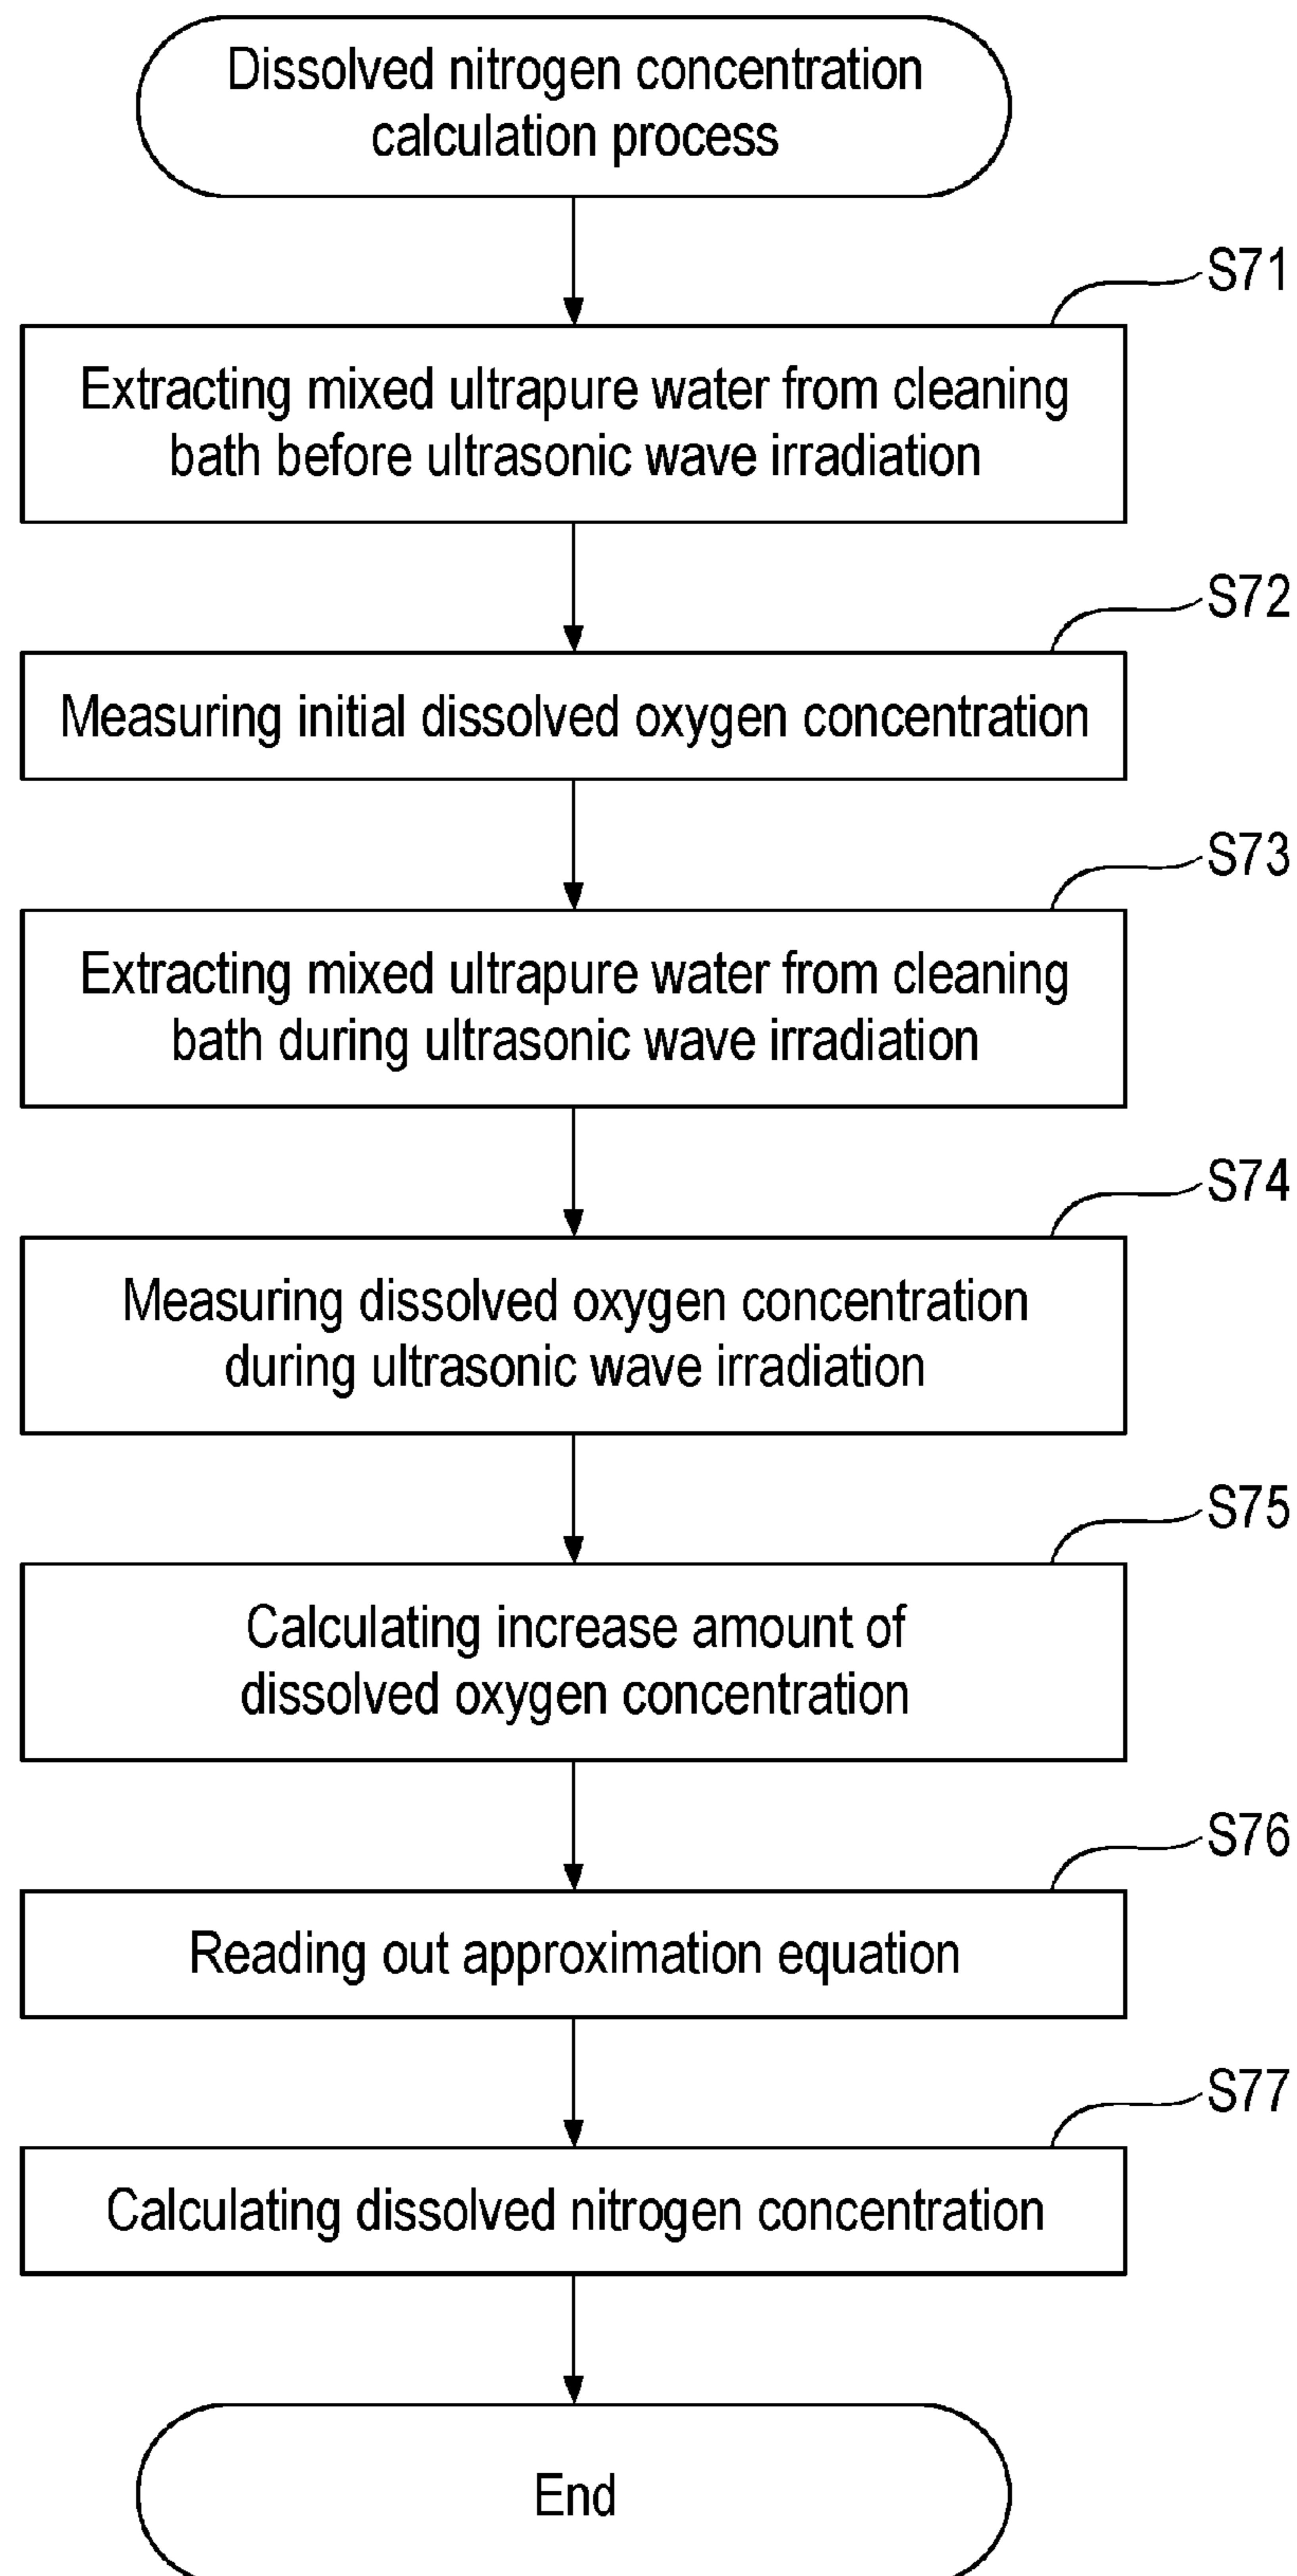 Dissolved nitrogen concentration
calculation process
S71
Extracting mixed ultrapure water from cleaning
bath before ultrasonic wave irradiation
S72
Measuring initial dissolved oxygen concentration
S73
Extracting mixed ultrapure water from cleaning
bath during ultrasonic wave irradiation
S74
Measuring dissolved oxygen concentration
during ultrasonic wave irradiation
S75
Calculating increase amount of
dissolved oxygen concentration
S76
Reading out approximation equation
S77
Calculating dissolved nitrogen concentration
End